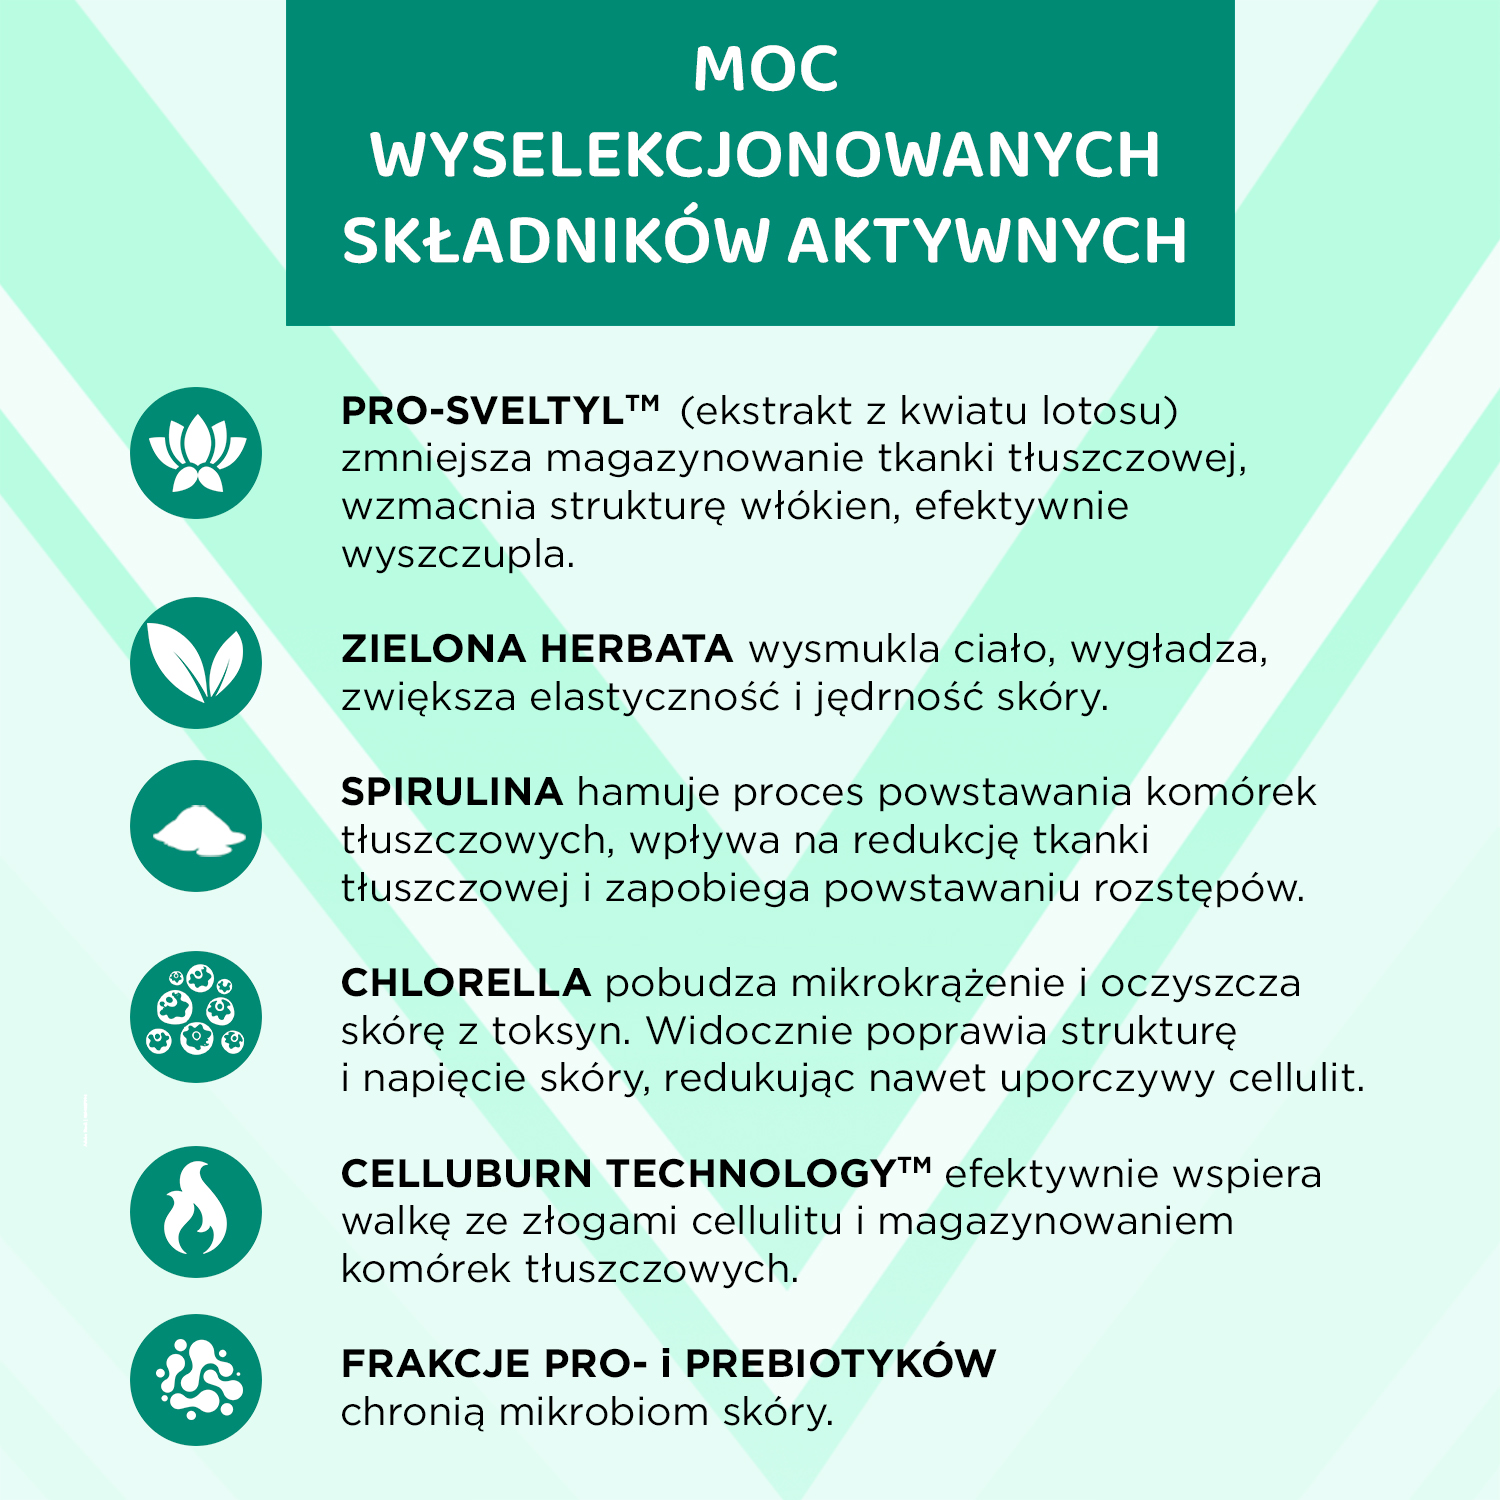 MOC
WYSELEKCJONOWANYCH
SKŁADNIKÓW AKTYWNYCH
PRO-SVELTYL™ (ekstrakt z kwiatu lotosu)
zmniejsza magazynowanie tkanki tłuszczowej,
wzmacnia strukturę włókien, efektywnie
wyszczupla.
ZIELONA HERBATA wysmukla ciało, wygładza,
zwiększa elastyczność i jędrność skóry.
SPIRULINA hamuje proces powstawania komórek
tłuszczowych, wpływa na redukcję tkanki
tłuszczowej i zapobiega powstawaniu rozstępów.
CHLORELLA pobudza mikrokrążenie i oczyszcza
skórę z toksyn. Widocznie poprawia strukturę
i napięcie skóry, redukując nawet uporczywy cellulit.
CELLUBURN TECHNOLOGY™ efektywnie wspiera
walkę ze złogami cellulitu i magazynowaniem
komórek tłuszczowych.
FRAKCJE PRO- i PREBIOTYKÓW
chronią mikrobiom skóry.